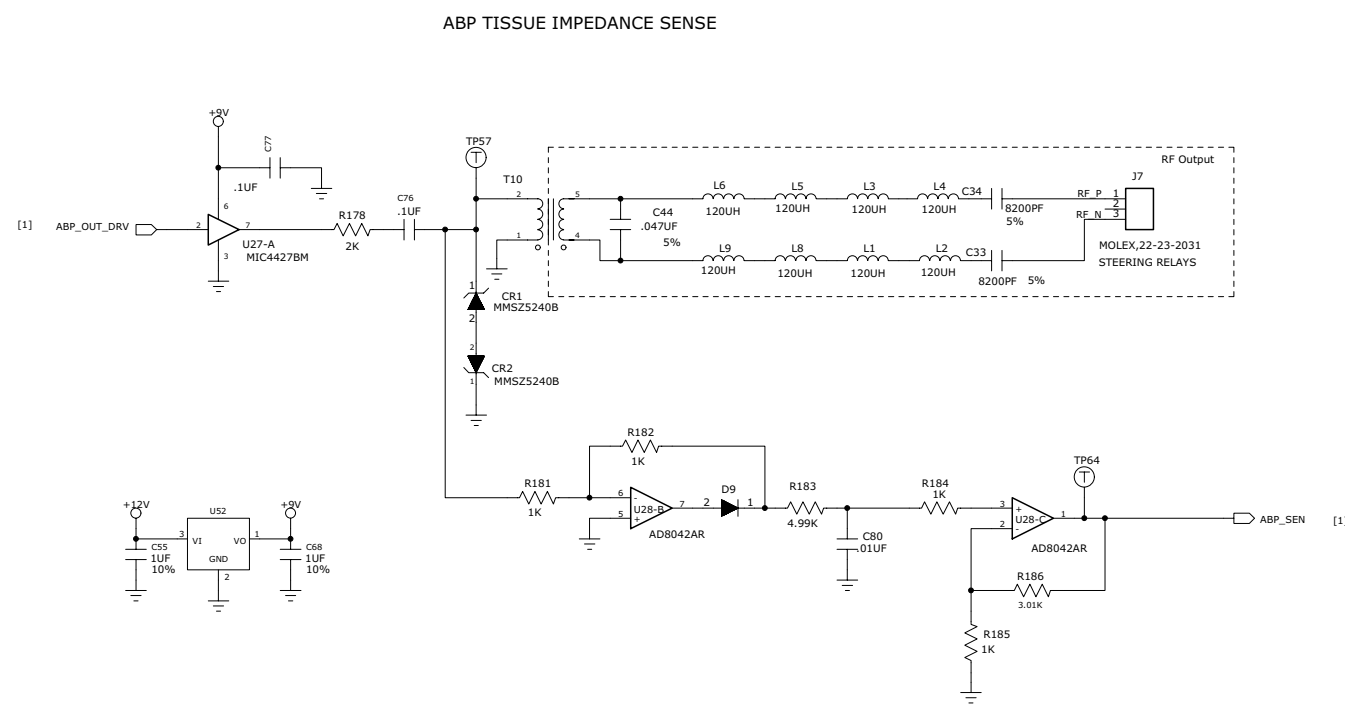 ABP TISSUE IMPEDANCE SENSE
+9V
C77
.1UF
TP57
T
RF Output
J7
T10
L6
L5
L3
L4
C34
RF_P
1
2
RF_N
3
120UH
120UH
120UH
120UH
8200PF
5%
C44
.047UF
5%
2
5
1
4
[1]
ABP_OUT_DRV
2
6
7
3
U27-A
MIC4427BM
R178
2K
C76
.1UF
L9
L8
L1
L2
C33
120UH
120UH
120UH
120UH
8200PF
5%
MOLEX,22-23-2031
STEERING RELAYS
1
CR1
MMSZ5240B
2
2
CR2
MMSZ5240B
1
R182
1K
R181
1K
6
-
5
+
U28-B
7
AD8042AR
2
D9
1
R183
4.99K
C80
.01UF
R184
1K
3
+
2
-
U28-C
1
AD8042AR
TP64
T
ABP_SEN
[1]
R186
3.01K
R185
1K
+12V
C55
1UF
10%
U52
3
VI
VO
1
GND
2
+9V
C68
1UF
10%